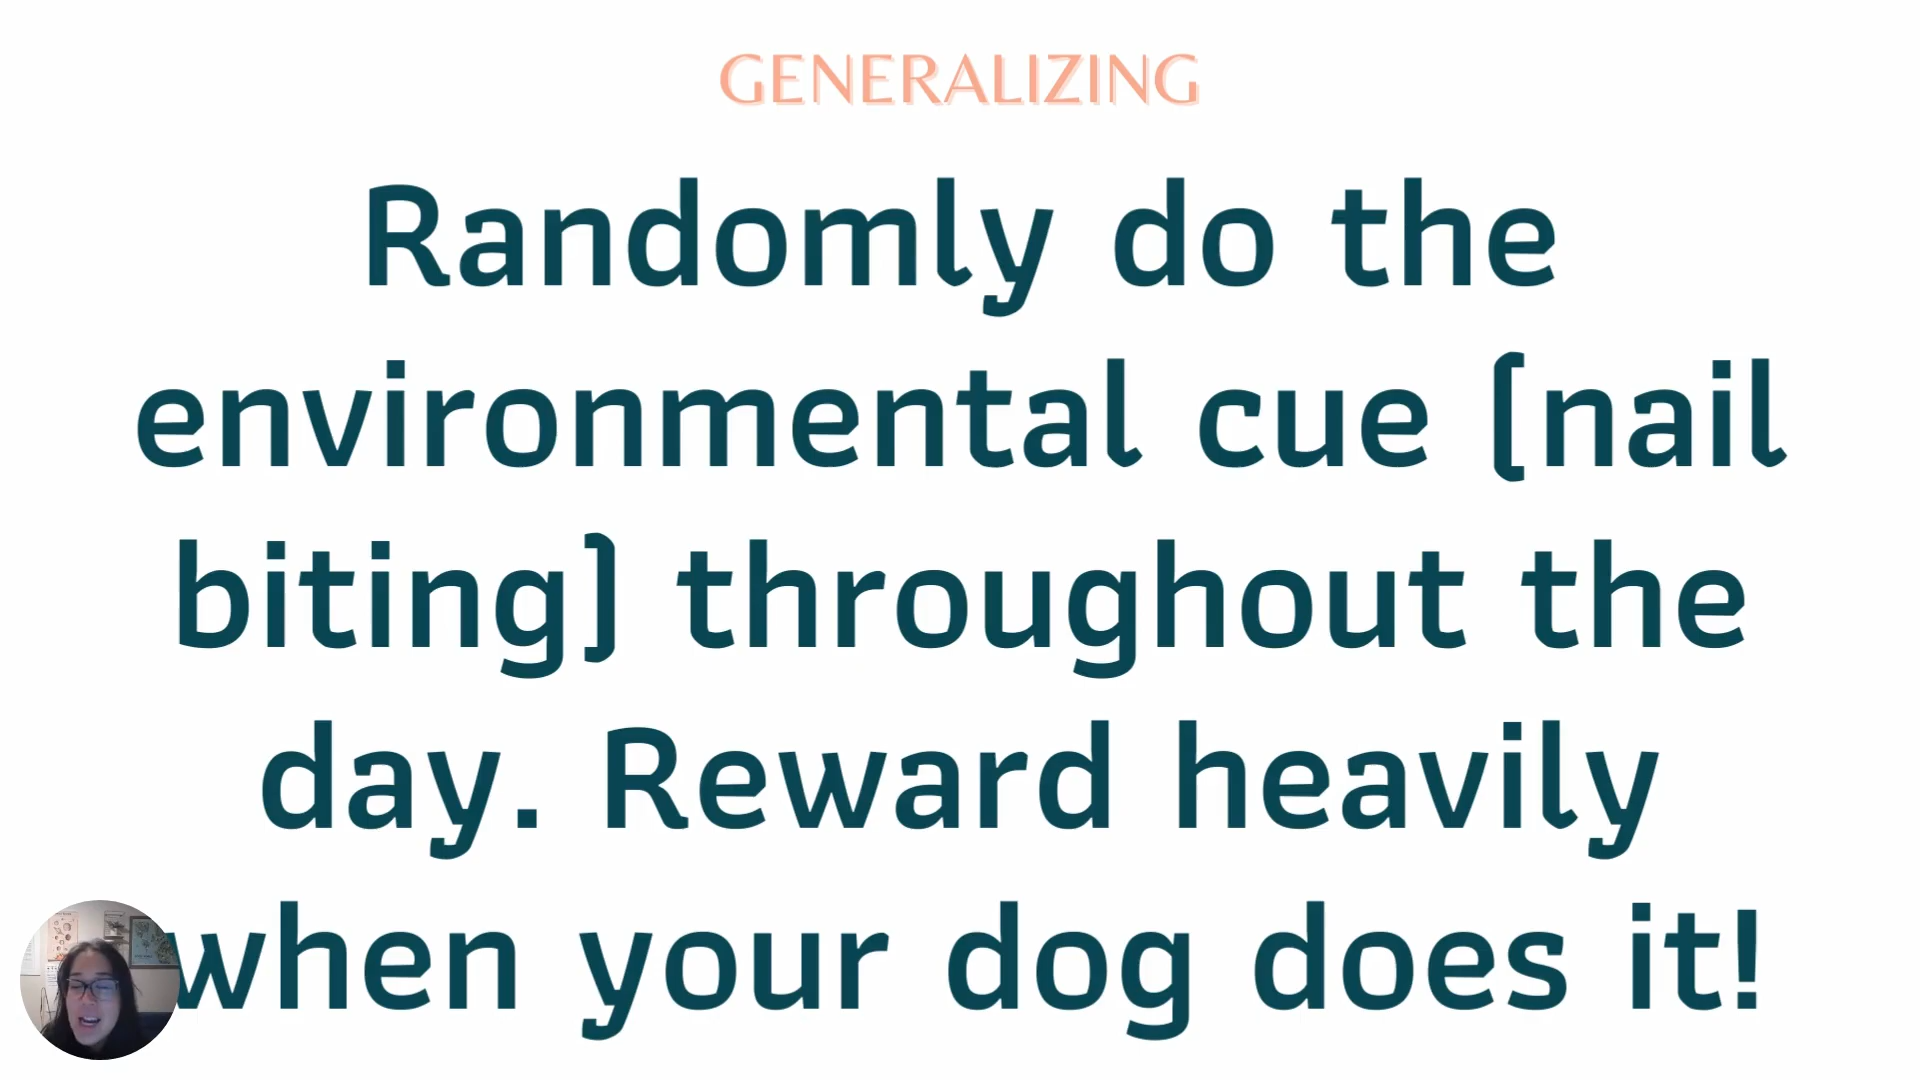 GENERALIZING
Randomly do the
environmental cue (nail
biting) throughout the
day. Reward heavily
when your dog does it!